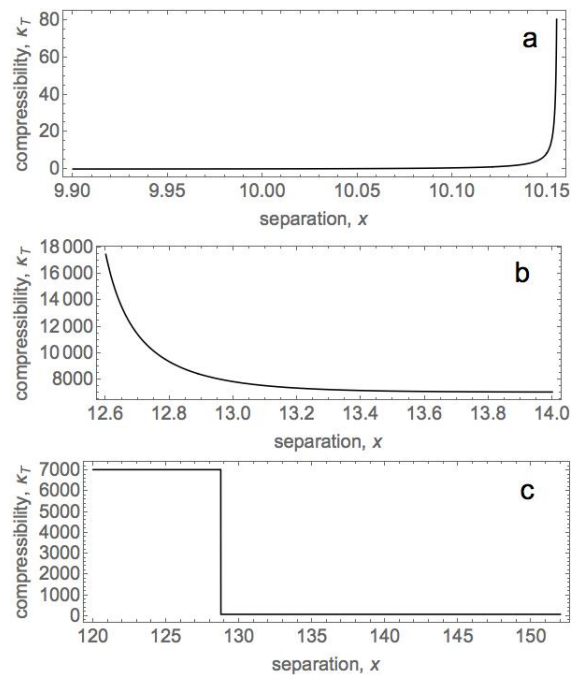 compressibility, κT
80
60
40
20
0
a
9.90 9.95 10.00 10.05 10.10 10.15
separation, x
compressibility, κT
18 000
16 000
14 000
12 000
10 000
8000
b
12.6 12.8 13.0 13.2 13.4 13.6 13.8 14.0
separation, x
compressibility, κT
7000
6000
5000
4000
3000
2000
1000
0
c
120 125 130 135 140 145 150
separation, x